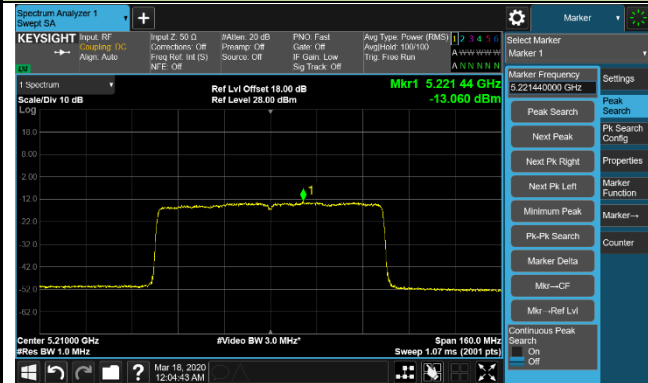 Spectrum Analyzer 1
Swept SA
Marker
KEYSIGHT Input: RF
Coupling: DC
Align: Auto
Input Z: 50 Ω
Corrections: Off
Freq Ref: Int (S)
NFE: Off
#Atten: 20 dB
Preamp: Off
Source: Off
PNO: Fast
Gate: Off
IF Gain: Low
Sig Track: Off
Avg Type: Power (RMS)
Avg|Hold: 100/100
Trig: Free Run
1 2 3 4 5 6
A W W W W W
A N N N N N
Select Marker
Marker 1
1 Spectrum
Scale/Div 10 dB
Log
Ref Lvl Offset 18.00 dB
Ref Level 28.00 dBm
Mkr1 5.221 44 GHz
-13.060 dBm
18.0
8.00
-2.00
-12.0
-22.0
-32.0
-42.0
-52.0
-62.0
1
Center 5.21000 GHz
#Res BW 1.0 MHz
#Video BW 3.0 MHz*
Span 160.0 MHz
Sweep 1.07 ms (2001 pts)
Marker Frequency
5.221440000 GHz
Peak Search
Next Peak
Next Pk Right
Next Pk Left
Minimum Peak
Pk-Pk Search
Marker Delta
Mkr→CF
Mkr→Ref Lvl
Continuous Peak
Search
On
Off
Settings
Peak
Search
Pk Search
Config
Properties
Marker
Function
Marker→
Counter
?
Mar 18, 2020
12:04:43 AM